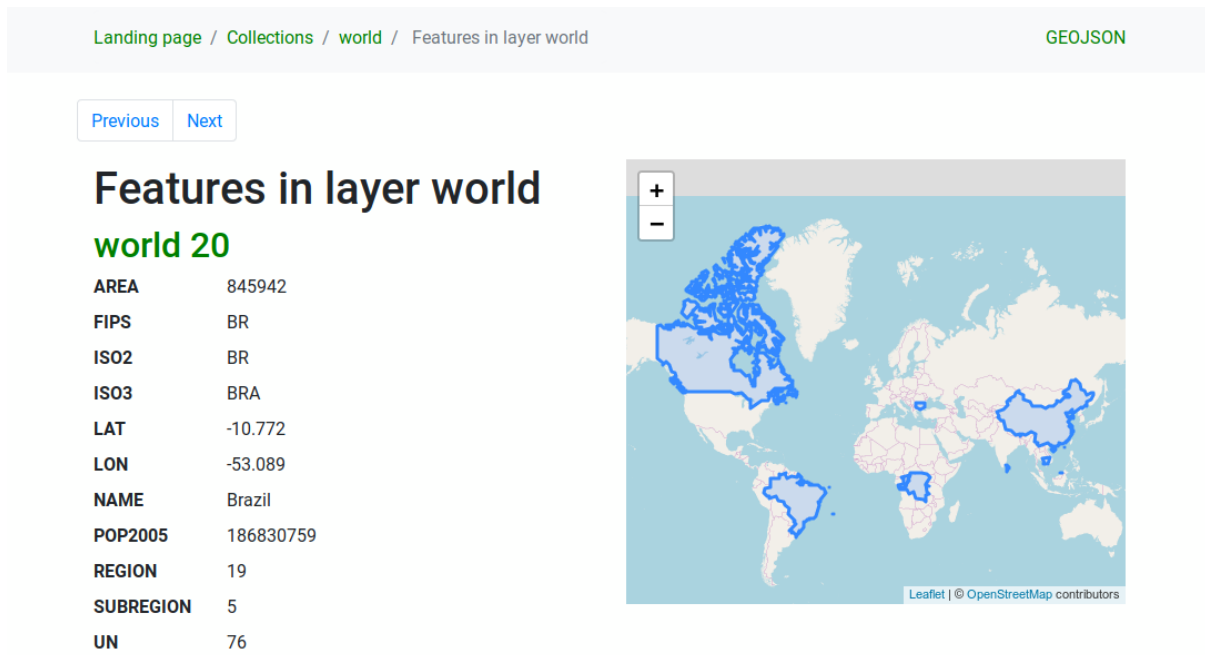 Landing page / Collections / world / Features in layer world GEOJSON
Previous Next
Features in layer world
world 20
AREA 845942
FIPS BR
ISO2 BR
ISO3 BRA
LAT -10.772
LON -53.089
NAME Brazil
POP2005 186830759
REGION 19
SUBREGION 5
UN 76
+
−
Leaflet | © OpenStreetMap contributors